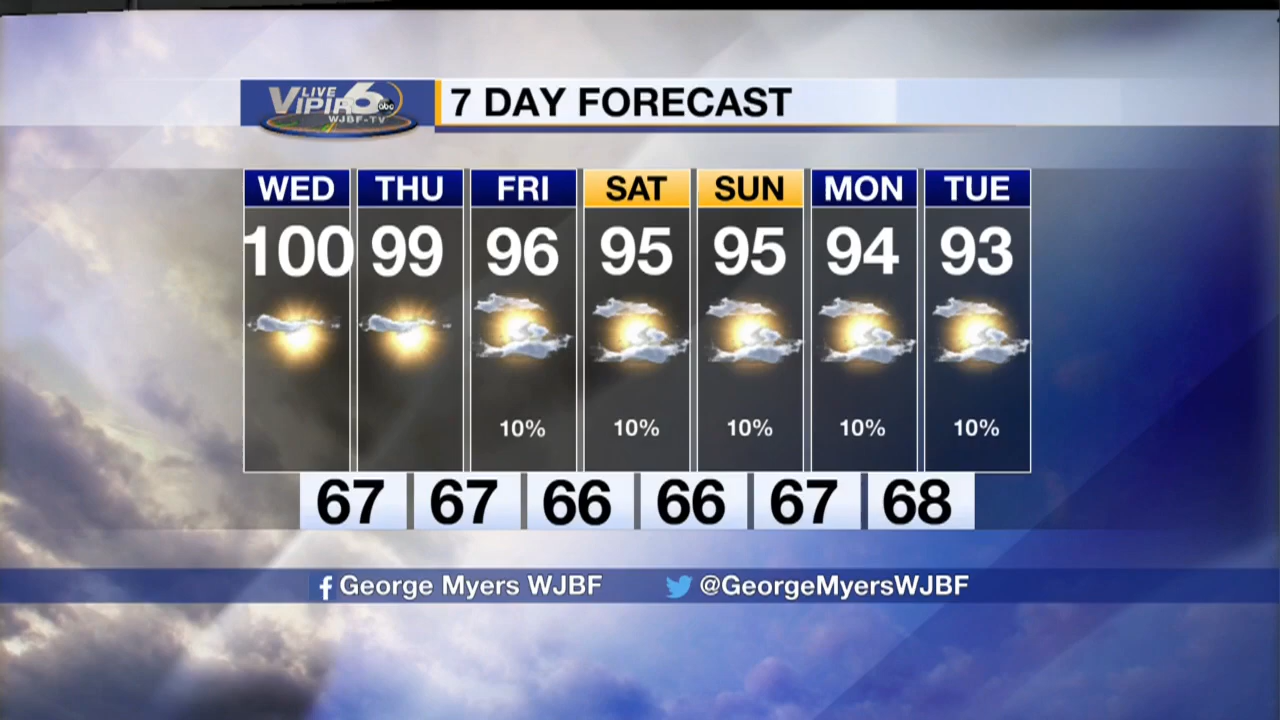 LIVE
VIPIR 6 abc
WJBF-TV
7 DAY FORECAST
WED THU FRI SAT SUN MON TUE
100 99 96 95 95 94 93
10% 10% 10% 10% 10%
67 67 66 66 67 68
f George Myers WJBF @GeorgeMyersWJBF